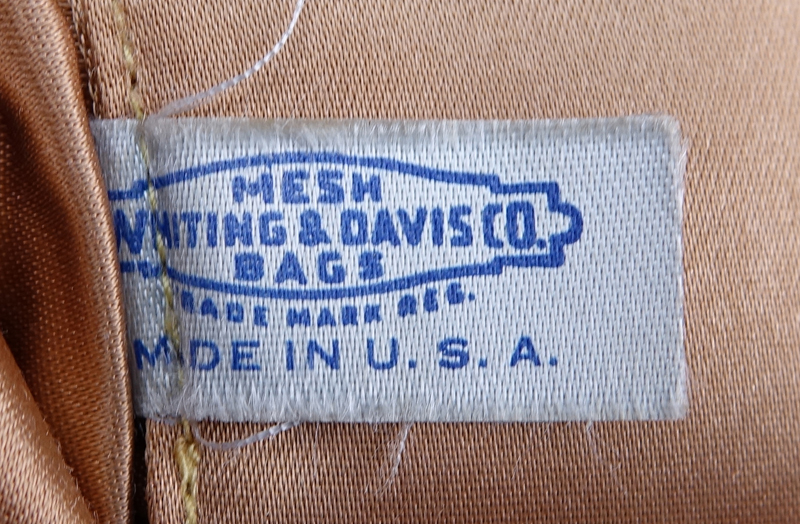 MESH
WHITING & DAVIS CO.
BAGS
TRADE MARK REG.
MADE IN U. S. A.